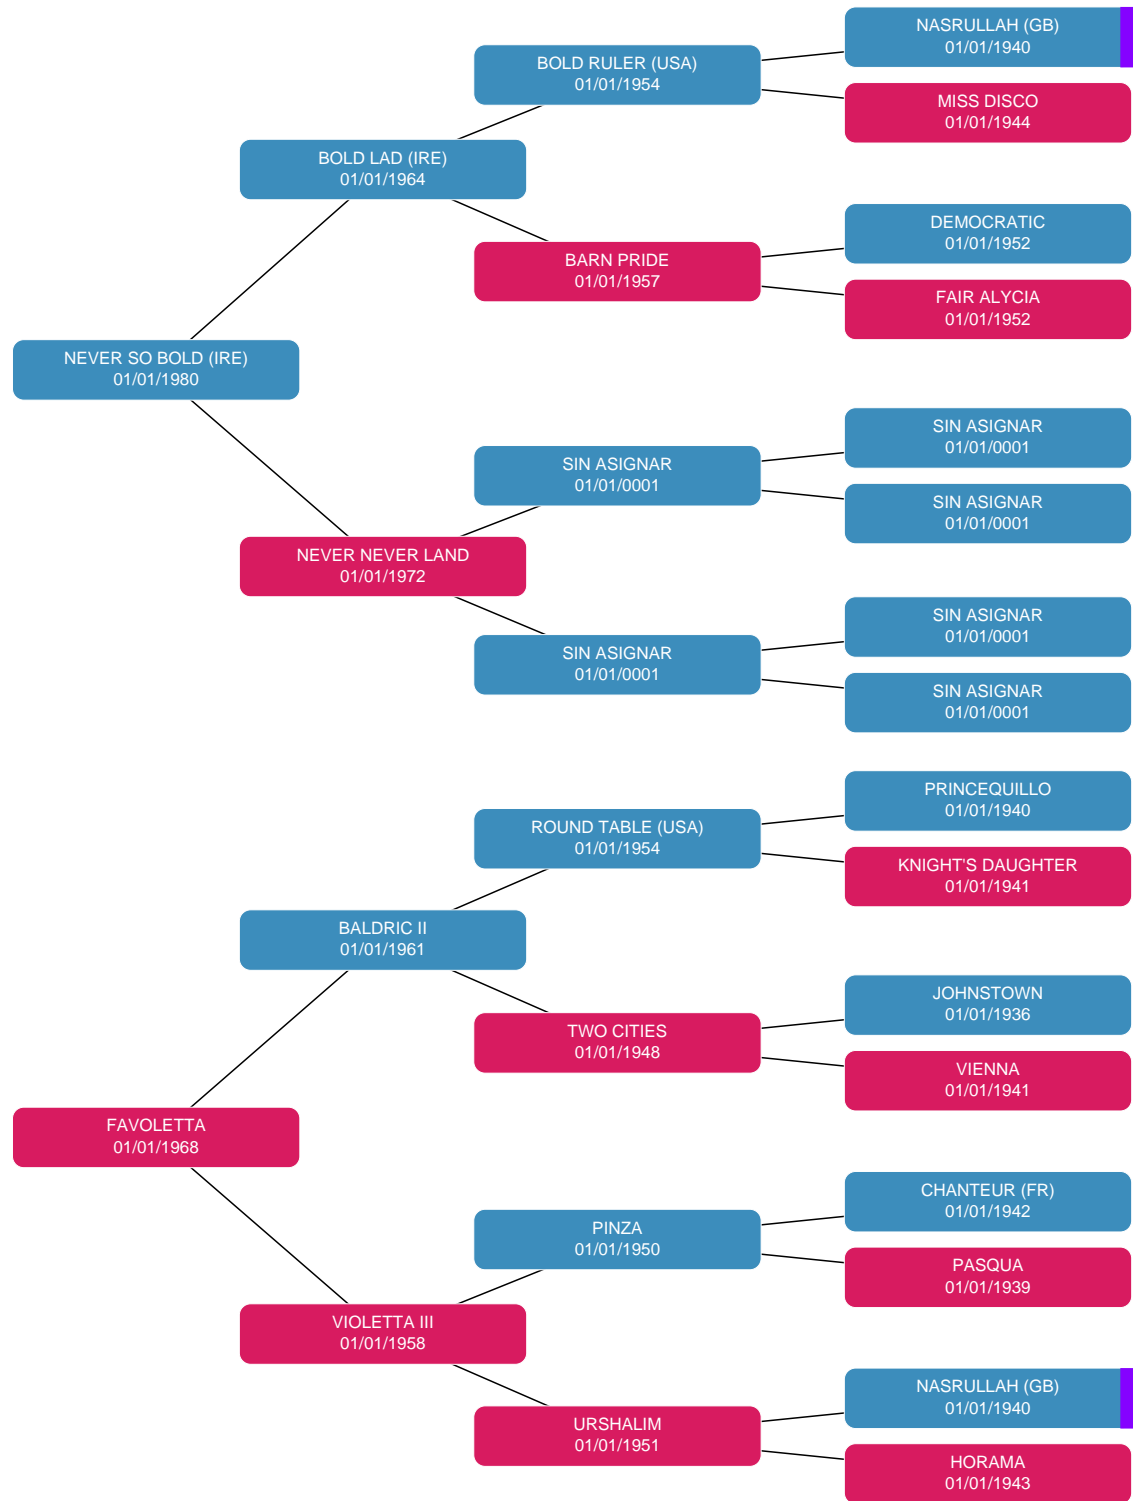 NASRULLAH (GB)
01/01/1940
BOLD RULER (USA)
01/01/1954
MISS DISCO
01/01/1944
BOLD LAD (IRE)
01/01/1964
DEMOCRATIC
01/01/1952
BARN PRIDE
01/01/1957
FAIR ALYCIA
01/01/1952
NEVER SO BOLD (IRE)
01/01/1980
SIN ASIGNAR
01/01/0001
SIN ASIGNAR
01/01/0001
SIN ASIGNAR
01/01/0001
NEVER NEVER LAND
01/01/1972
SIN ASIGNAR
01/01/0001
SIN ASIGNAR
01/01/0001
SIN ASIGNAR
01/01/0001
PRINCEQUILLO
01/01/1940
ROUND TABLE (USA)
01/01/1954
KNIGHT'S DAUGHTER
01/01/1941
BALDRIC II
01/01/1961
JOHNSTOWN
01/01/1936
TWO CITIES
01/01/1948
VIENNA
01/01/1941
FAVOLETTA
01/01/1968
CHANTEUR (FR)
01/01/1942
PINZA
01/01/1950
PASQUA
01/01/1939
VIOLETTA III
01/01/1958
NASRULLAH (GB)
01/01/1940
URSHALIM
01/01/1951
HORAMA
01/01/1943